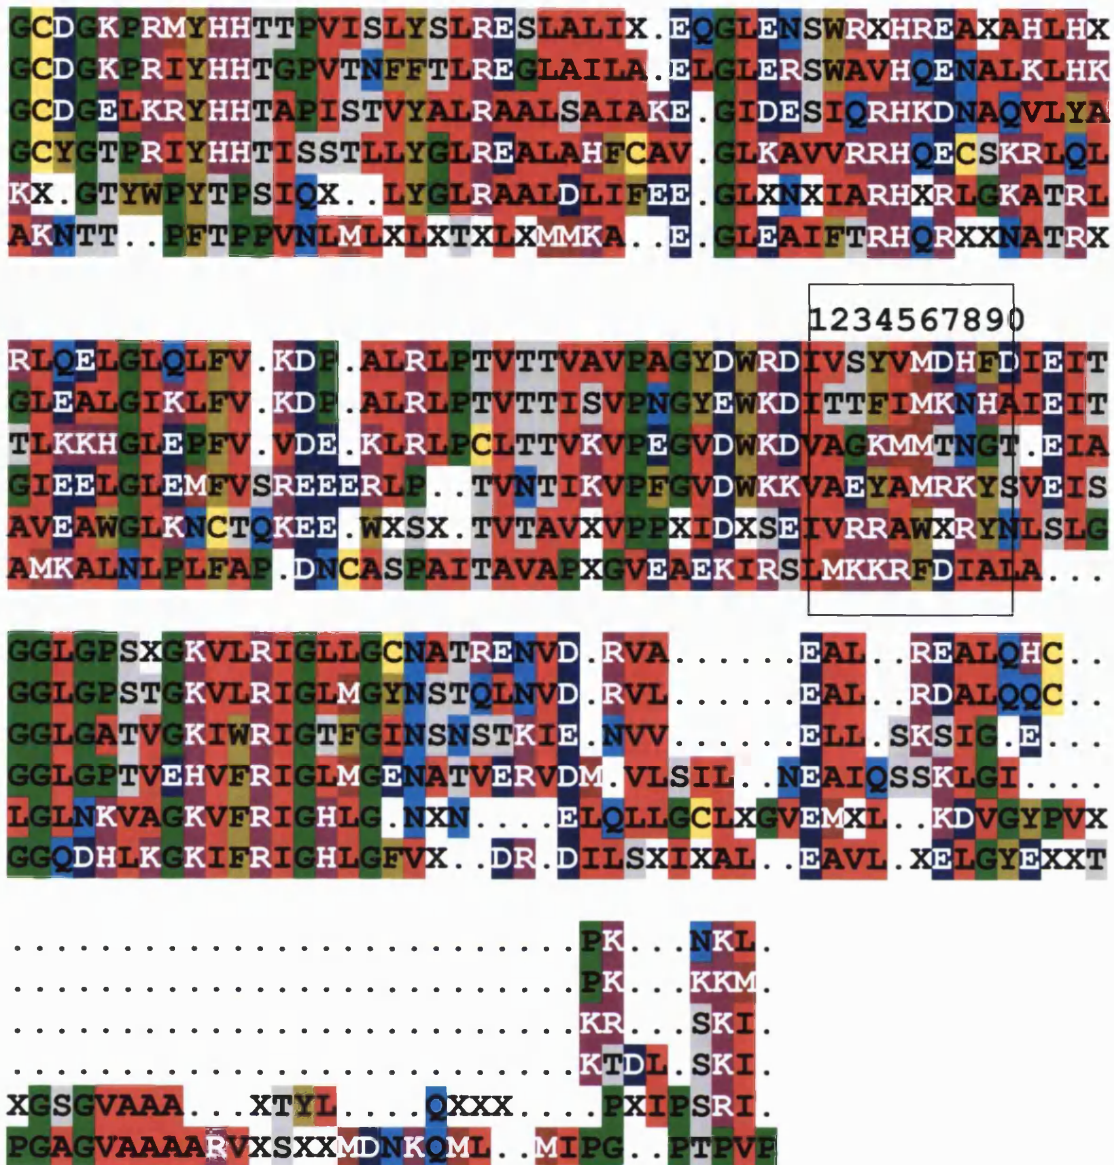 GCDGKPRMYHHTTPVISLYSLRESLALIX.EQGLENSWRXHREAXAHLHX
GCDGKPRIYHHTGPVTNFFTLREGLAILA.ELGLERSWAVHQENALKLHK
GCDGELKRYHHTAPISTVYALRAALSAIAKE.GIDESIQRHKDNAQVLYA
GCYGTPRIYHHTISSTLLYGLREALAHFCAV.GLKAVVRRHQECSKRLQL
KX.GTYWPYTPSIQX..LYGLRAALDLIFEE.GLXNXIARHXRLGKATRL
AKNTT..PFTPPVNLMLXLXTXLXMMKA..E.GLEAIFTRHQRXXNATRX
1234567890
RLQELGLQLFV.KDP.ALRLPTVTTVAVPAGYDWRDIVSYVMDHFDIEIT
GLEALGIKLFV.KDP.ALRLPTVTTISVPNGYEWKDITTFIMKNHAIEIT
TLKKHGLEPFV.VDE.KLRLPCLTTVKVPEGVDWKDVAGKMMTNGT.EIA
GIEELGLEMFVSREEERLP..TVNTIKVPFGVDWKKVAEYAMRKYSVEIS
AVEAWGLKNCTQKEE.WXSX.TVTAVXVPPXIDXSEIVRRAWXRYNLSLG
AMKALNLPLFAP.DNCASPAITAVAPXGVEAEKIRSLMKKRFDIALA...
GGLGPSXGKVLRIGLLGCNATRENVD.RVA......EAL..REALQHC..
GGLGPSTGKVLRIGLMGYNSTQLNVD.RVL......EAL..RDALQQC..
GGLGATVGKIWRIGTFGINSNSTKIE.NVV......ELL.SKSIG.E...
GGLGPTVEHVFRIGLMGENATVERVDM.VLSIL..NEAIQSSKLGI....
LGLNKVAGKVFRIGHLG.NXN....ELQLLGCLXGVEMXL..KDVGYPVX
GGQDHLKGKIFRIGHLGFVX..DR.DILSXIXAL..EAVL.XELGYEXXT
..........................PK...NKL.
..........................PK...KKM.
..........................KR...SKI.
..........................KTDL.SKI.
XGSGVAAA...XTYL....QXXX....PXIPSRI.
PGAGVAAAARVXSXXMDNKQML..MIPG..PTPVP